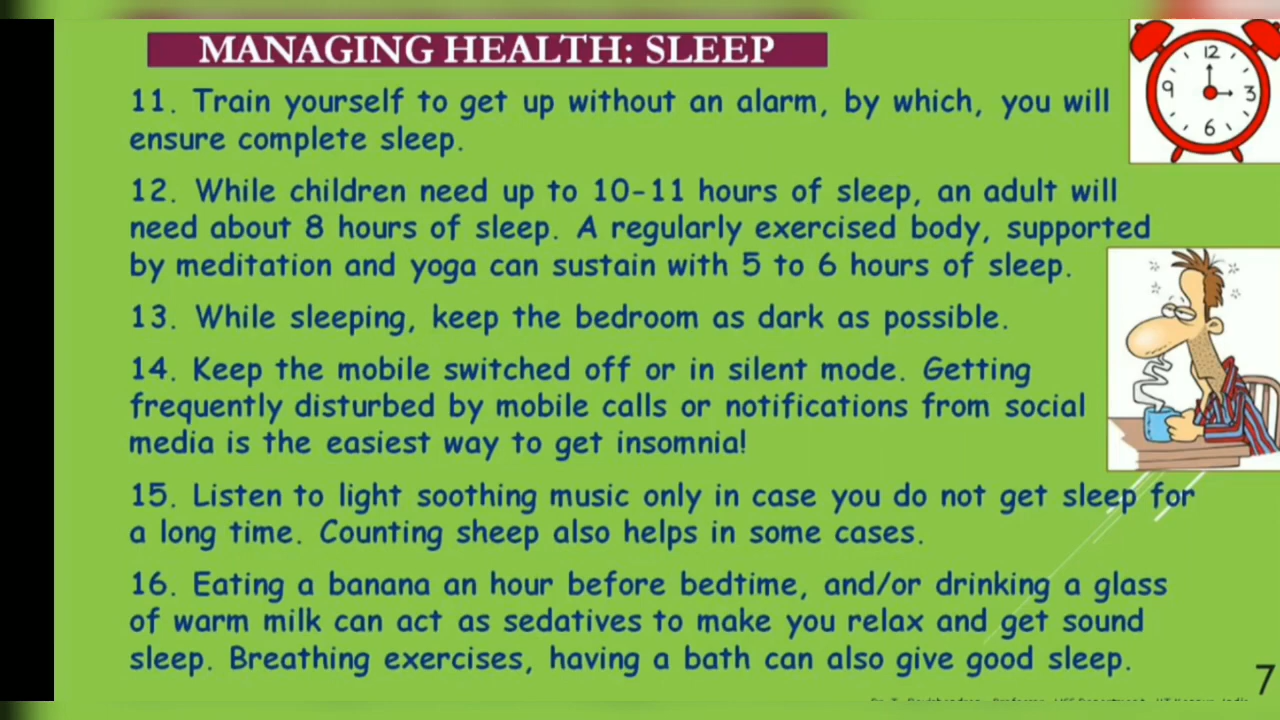 MANAGING HEALTH: SLEEP
11. Train yourself to get up without an alarm, by which, you will
ensure complete sleep.
12. While children need up to 10-11 hours of sleep, an adult will
need about 8 hours of sleep. A regularly exercised body, supported
by meditation and yoga can sustain with 5 to 6 hours of sleep.
13. While sleeping, keep the bedroom as dark as possible.
14. Keep the mobile switched off or in silent mode. Getting
frequently disturbed by mobile calls or notifications from social
media is the easiest way to get insomnia!
15. Listen to light soothing music only in case you do not get sleep for
a long time. Counting sheep also helps in some cases.
16. Eating a banana an hour before bedtime, and/or drinking a glass
of warm milk can act as sedatives to make you relax and get sound
sleep. Breathing exercises, having a bath can also give good sleep.
7
12
9
3
6